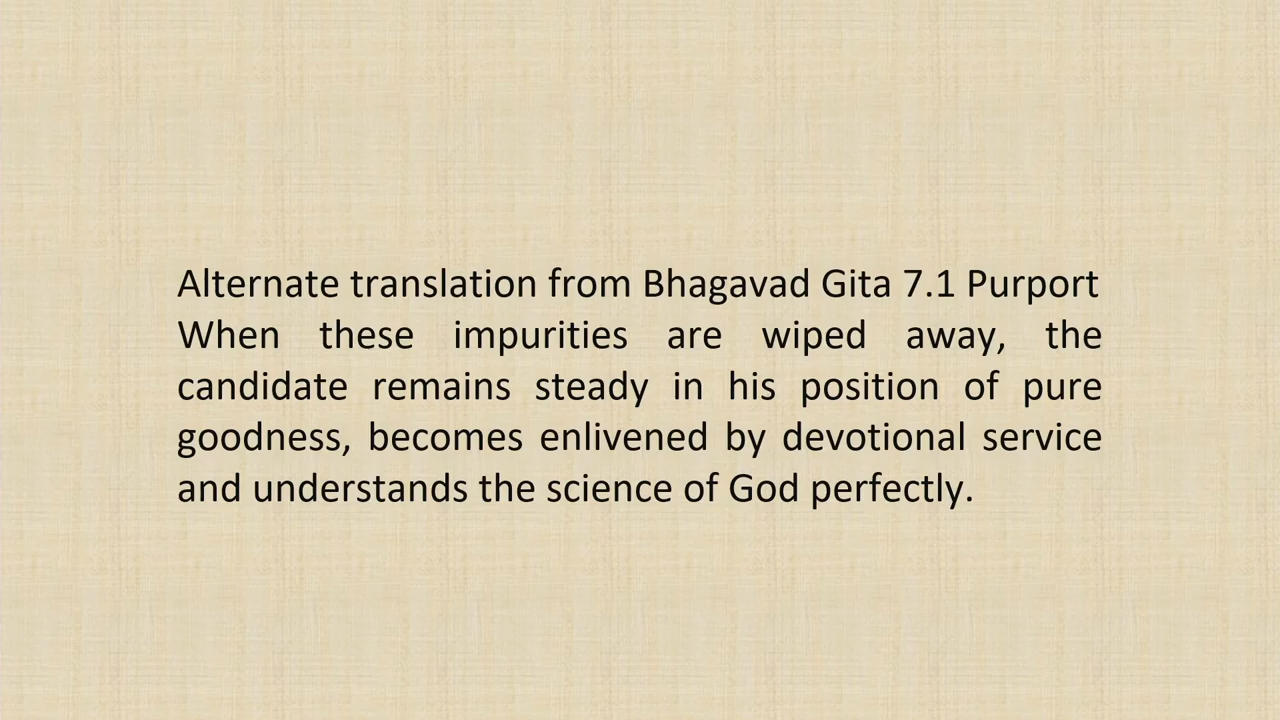 Alternate translation from Bhagavad Gita 7.1 Purport
When these impurities are wiped away, the
candidate remains steady in his position of pure
goodness, becomes enlivened by devotional service
and understands the science of God perfectly.